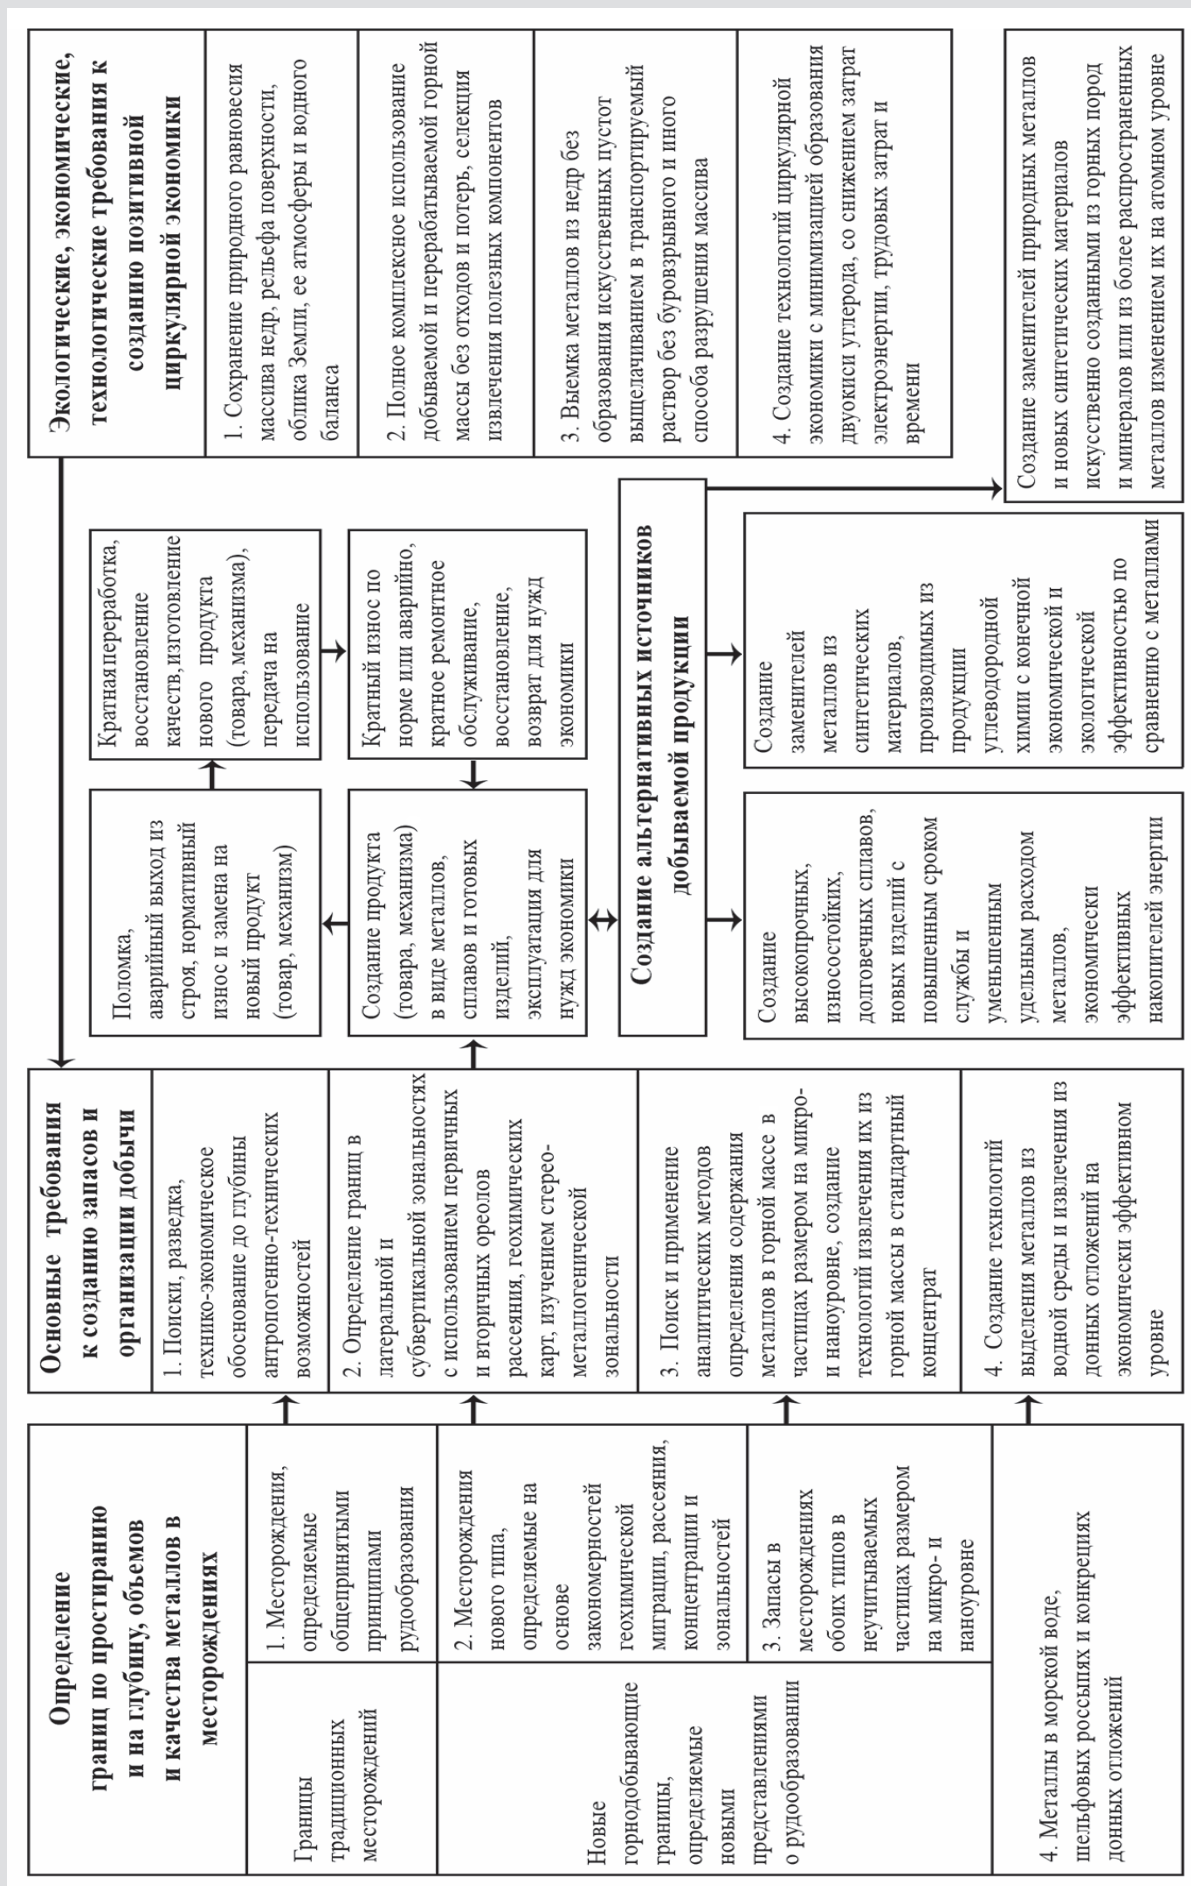 Определение
границ по простиранию
и на глубину, объемов
и качества металлов в
месторождениях
Границы
традиционных
месторождений
1. Месторождения,
определяемые
общепринятыми
принципами
рудообразования
Новые
горнодобывающие
границы,
определяемые
новыми
представлениями
о рудообразовании
2. Месторождения
нового типа,
определяемые на
основе
закономерностей
геохимической
миграции, рассеяния,
концентрации и
зональностей
3. Запасы в
месторождениях
обоих типов в
неучитываемых
частицах размером
на микро- и
наноуровне
4. Металлы в морской воде,
шельфовых россыпях и конкрециях
донных отложений
Основные требования
к созданию запасов и
организации добычи
1. Поиски, разведка,
технико-экономическое
обоснование до глубины
антропогенно-технических
возможностей
2. Определение границ в
латеральной и
субвертикальной зональностях
с использованием первичных
и вторичных ореолов
рассеяния, геохимических
карт, изучением стерео-
металлогенической
зональности
3. Поиск и применение
аналитических методов
определения содержания
металлов в горной массе в
частицах размером на микро-
и наноуровне, создание
технологий извлечения их из
горной массы в стандартный
концентрат
4. Создание технологий
выделения металлов из
водной среды и извлечения из
донных отложений на
экономически эффективном
уровне
Поломка,
аварийный выход из
строя, нормативный
износ и замена на
новый продукт
(товар, механизм)
Кратная переработка,
восстановление
качеств, изготовление
нового продукта
(товара, механизма),
передача на
использование
Создание продукта
(товара, механизма)
в виде металлов,
сплавов и готовых
изделий,
эксплуатация для
нужд экономики
Кратный износ по
норме или аварийно,
кратное ремонтное
обслуживание,
восстановление,
возврат для нужд
экономики
Создание альтернативных источников
добываемой продукции
Создание
высокопрочных,
износостойких,
долговечных сплавов,
новых изделий с
повышенным сроком
службы и
уменьшенным
удельным расходом
металлов,
экономически
эффективных
накопителей энергии
Создание
заменителей
металлов из
синтетических
материалов,
производимых из
продукции
углеводородной
химии с конечной
экономической и
экологической
эффективностью по
сравнению с металлами
Экологические, экономические,
технологические требования к
созданию позитивной
циркулярной экономики
1. Сохранение природного равновесия
массива недр, рельефа поверхности,
облика Земли, ее атмосферы и водного
баланса
2. Полное комплексное использование
добываемой и перерабатываемой горной
массы без отходов и потерь, селекция
извлечения полезных компонентов
3. Выемка металлов из недр без
образования искусственных пустот
выщелачиванием в транспортируемый
раствор без буровзрывного и иного
способа разрушения массива
4. Создание технологий циркулярной
экономики с минимизацией образования
двуокиси углерода, со снижением затрат
электроэнергии, трудовых затрат и
времени
Создание заменителей природных металлов
и новых синтетических материалов
искусственно созданными из горных пород
и минералов или из более распространенных
металлов изменением их на атомном уровне